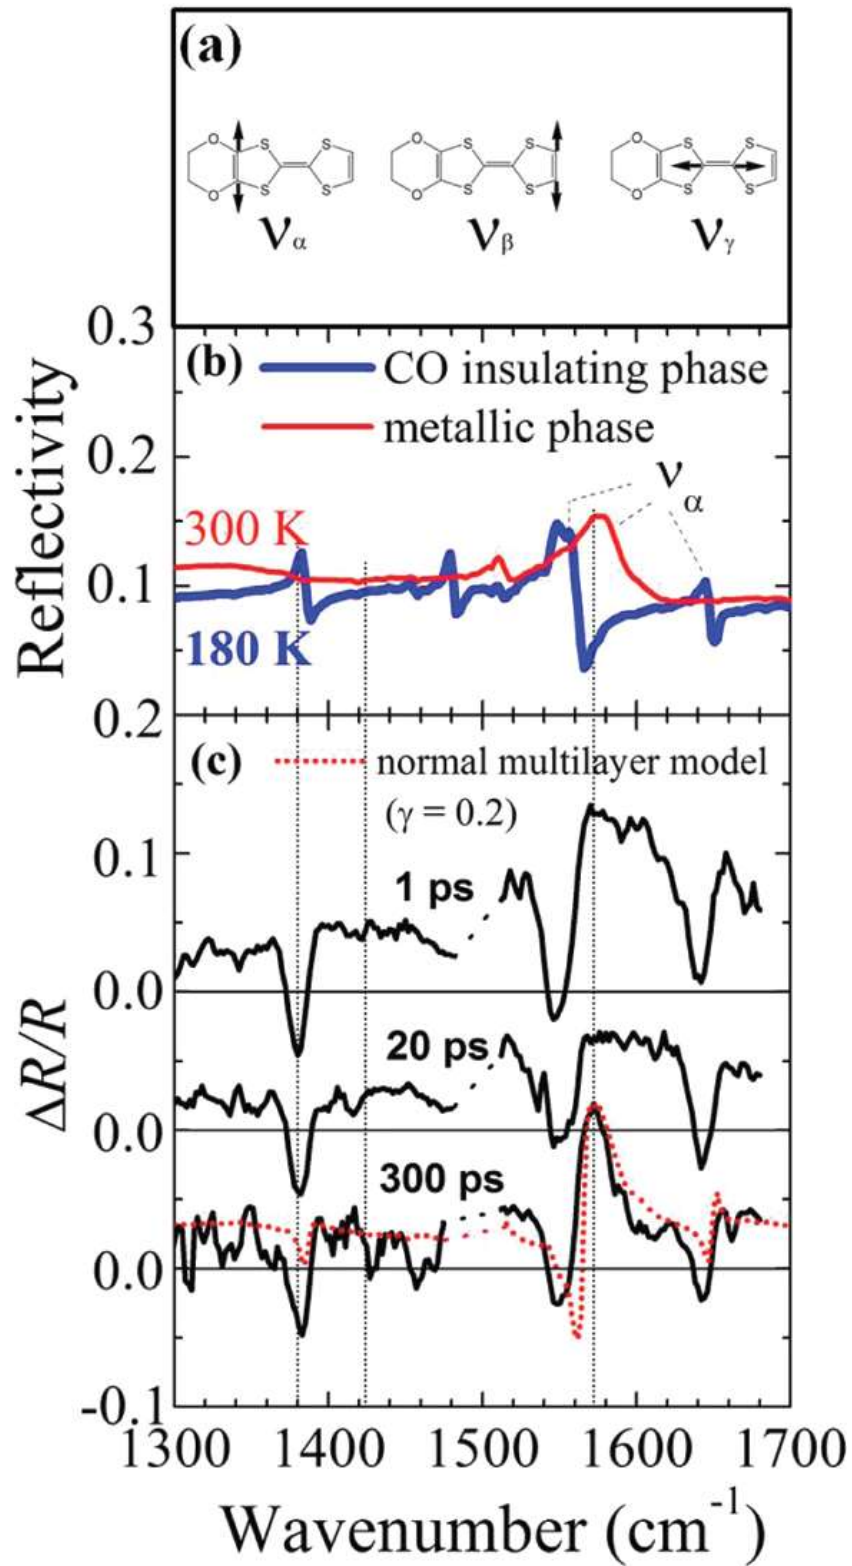 (a)
O S S
O S S
ν α
O S S
O S S
ν β
O S S
O S S
ν γ
0.3
(b) CO insulating phase
metallic phase
0.2
ν α
300 K
0.1
180 K
Reflectivity
0.2
(c) normal multilayer model
(γ = 0.2)
0.1
1 ps
0.0
20 ps
0.0
300 ps
0.0
-0.1
ΔR/R
1300 1400 1500 1600 1700
Wavenumber (cm-1)